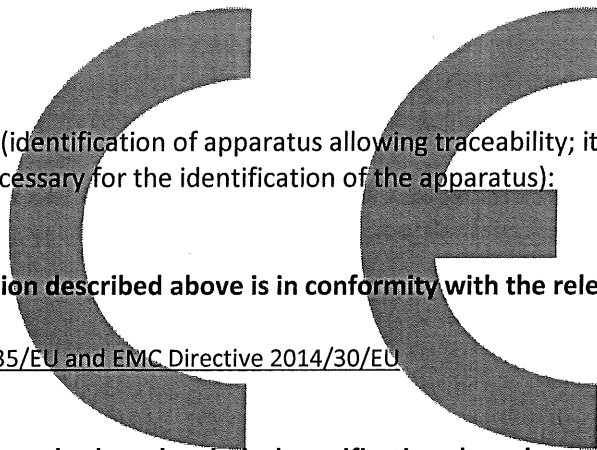 (identification of apparatus allowing traceability; it
cessary for the identification of the apparatus):
ion described above is in conformity with the rele
35/EU and EMC Directive 2014/30/EU